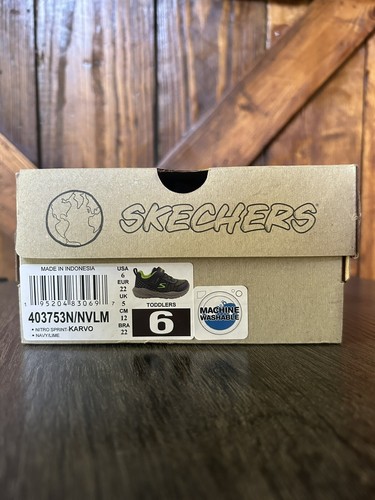 SKECHERS
MADE IN INDONESIA
1 95204 83069 7
403753N/NVLM
• NITRO SPRINT-KARVO
• NAVY/LIME
USA
6
EUR
22
UK
5
CM
12
BRA
22
TODDLERS
6
MACHINE
WASHABLE